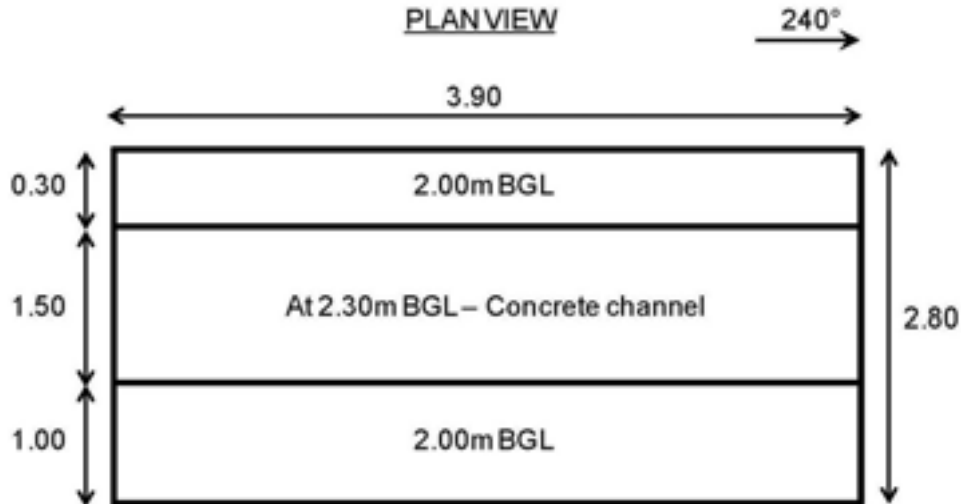 PLAN VIEW
240°
3.90
0.30
2.00m BGL
1.50
At 2.30m BGL – Concrete channel
2.80
1.00
2.00m BGL